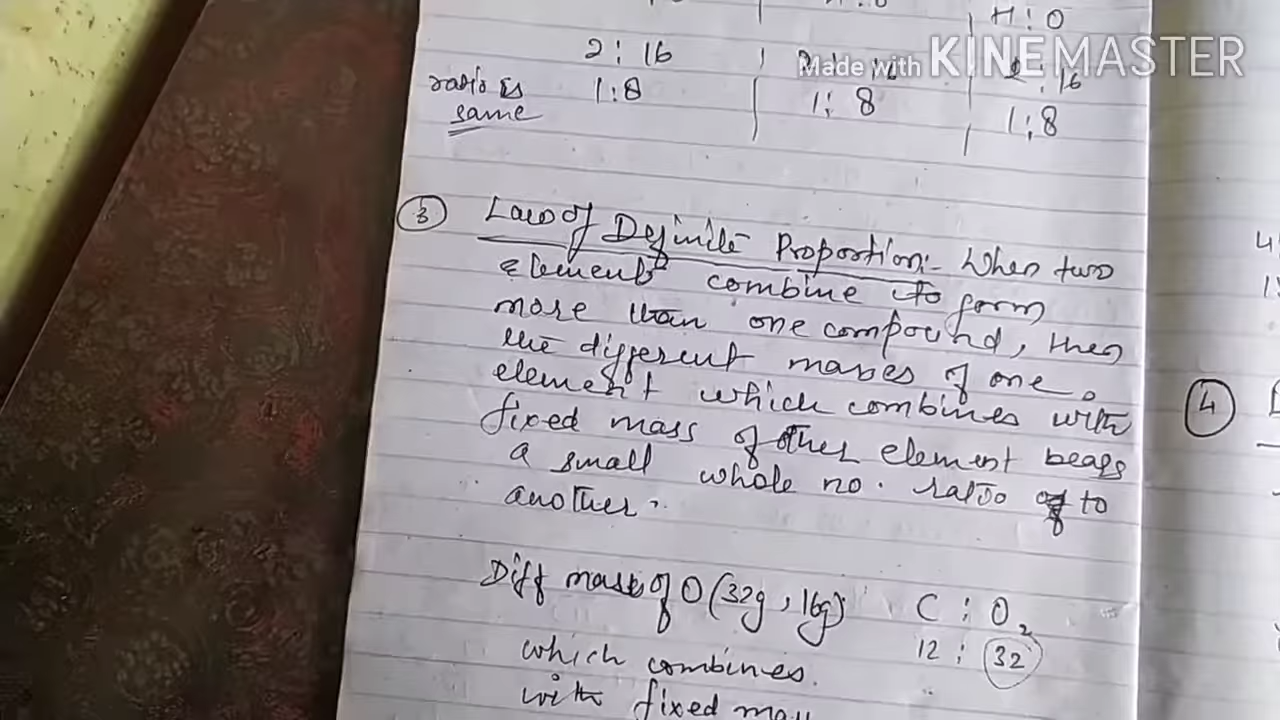 H : O
2 : 16
2 : 16
Made with KINEMASTER
ratio is
1 : 8
1 : 8
1 : 8
same
3 Law of Definite Proportion:- When two
elements combine to form
more than one compound, then
the different masses of one
element which combines with
fixed mass of other element bears
a small whole no. ratio to
another.
4
Diff mass of O (32g, 16g) C : O2
which combines. 12 : 32
with fixed